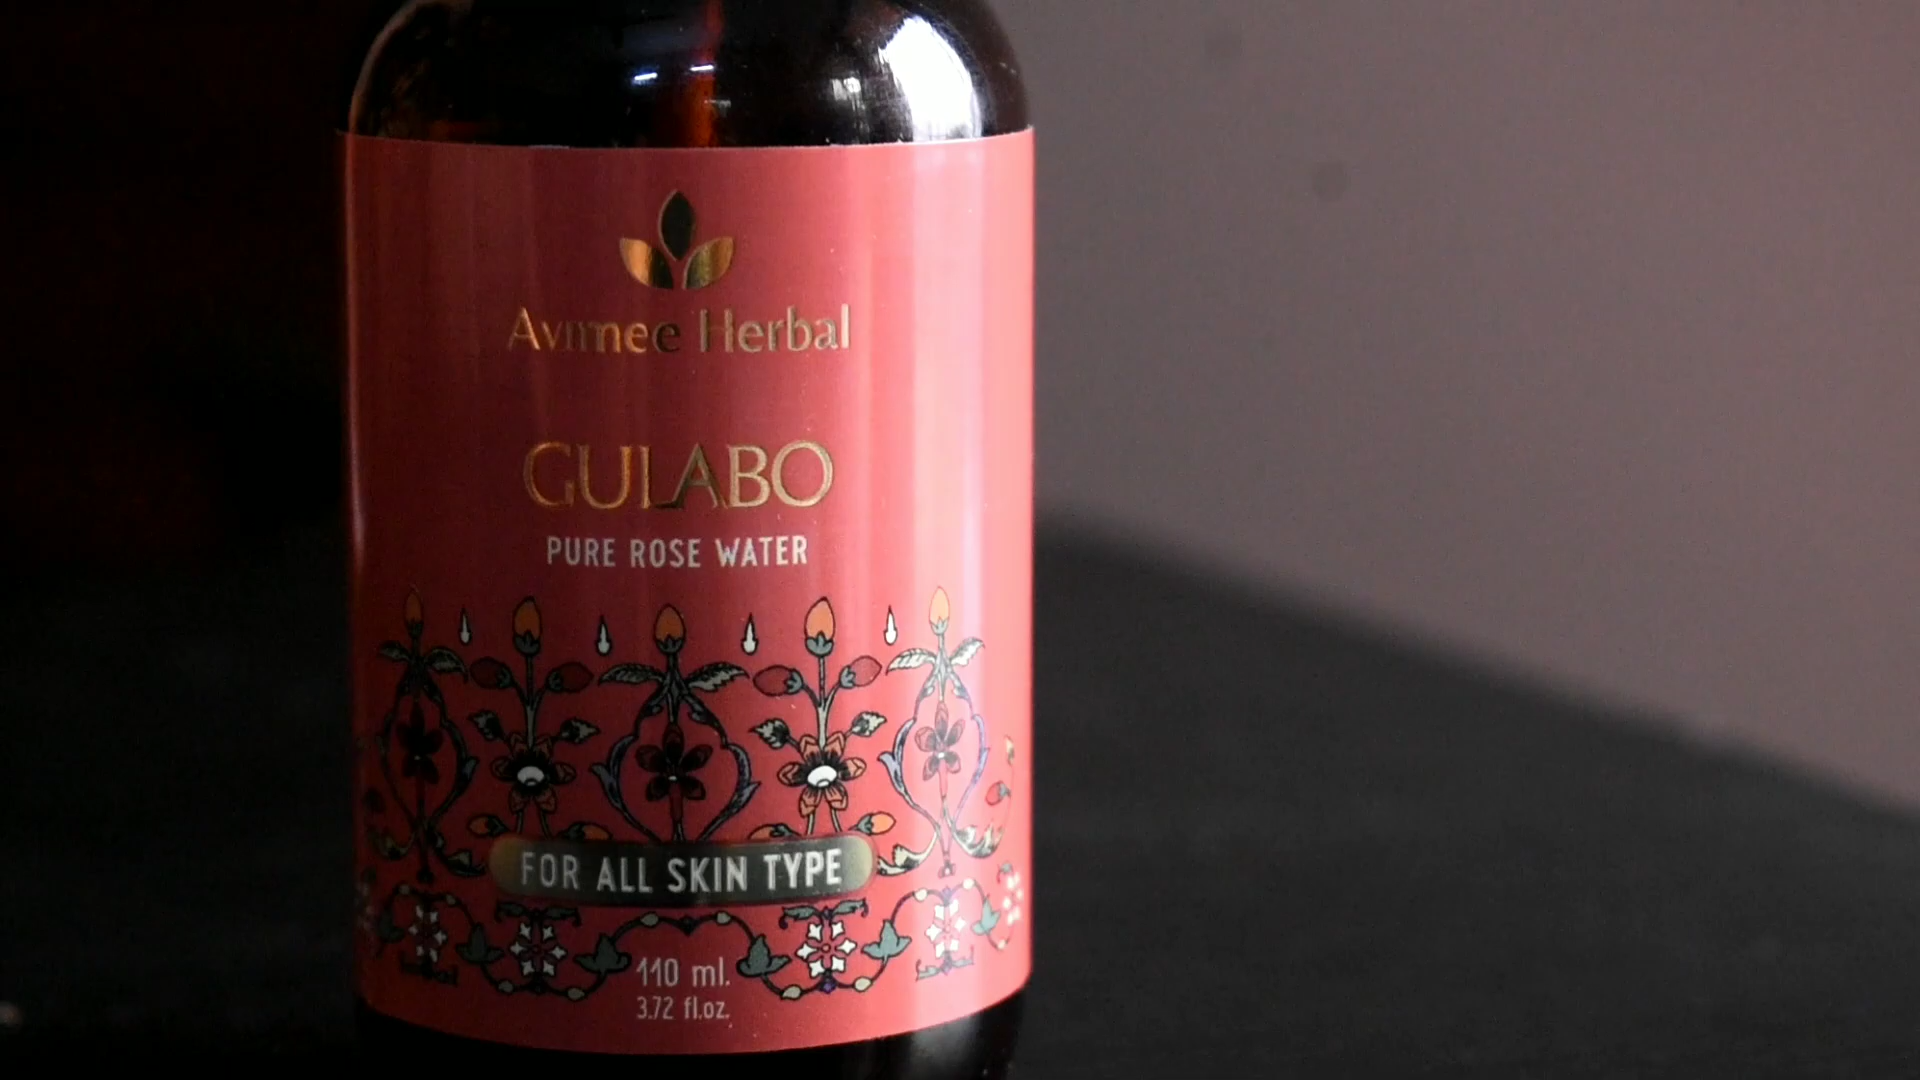 Avimee Herbal
GULABO
PURE ROSE WATER
FOR ALL SKIN TYPE
110 ml.
3.72 fl.oz.